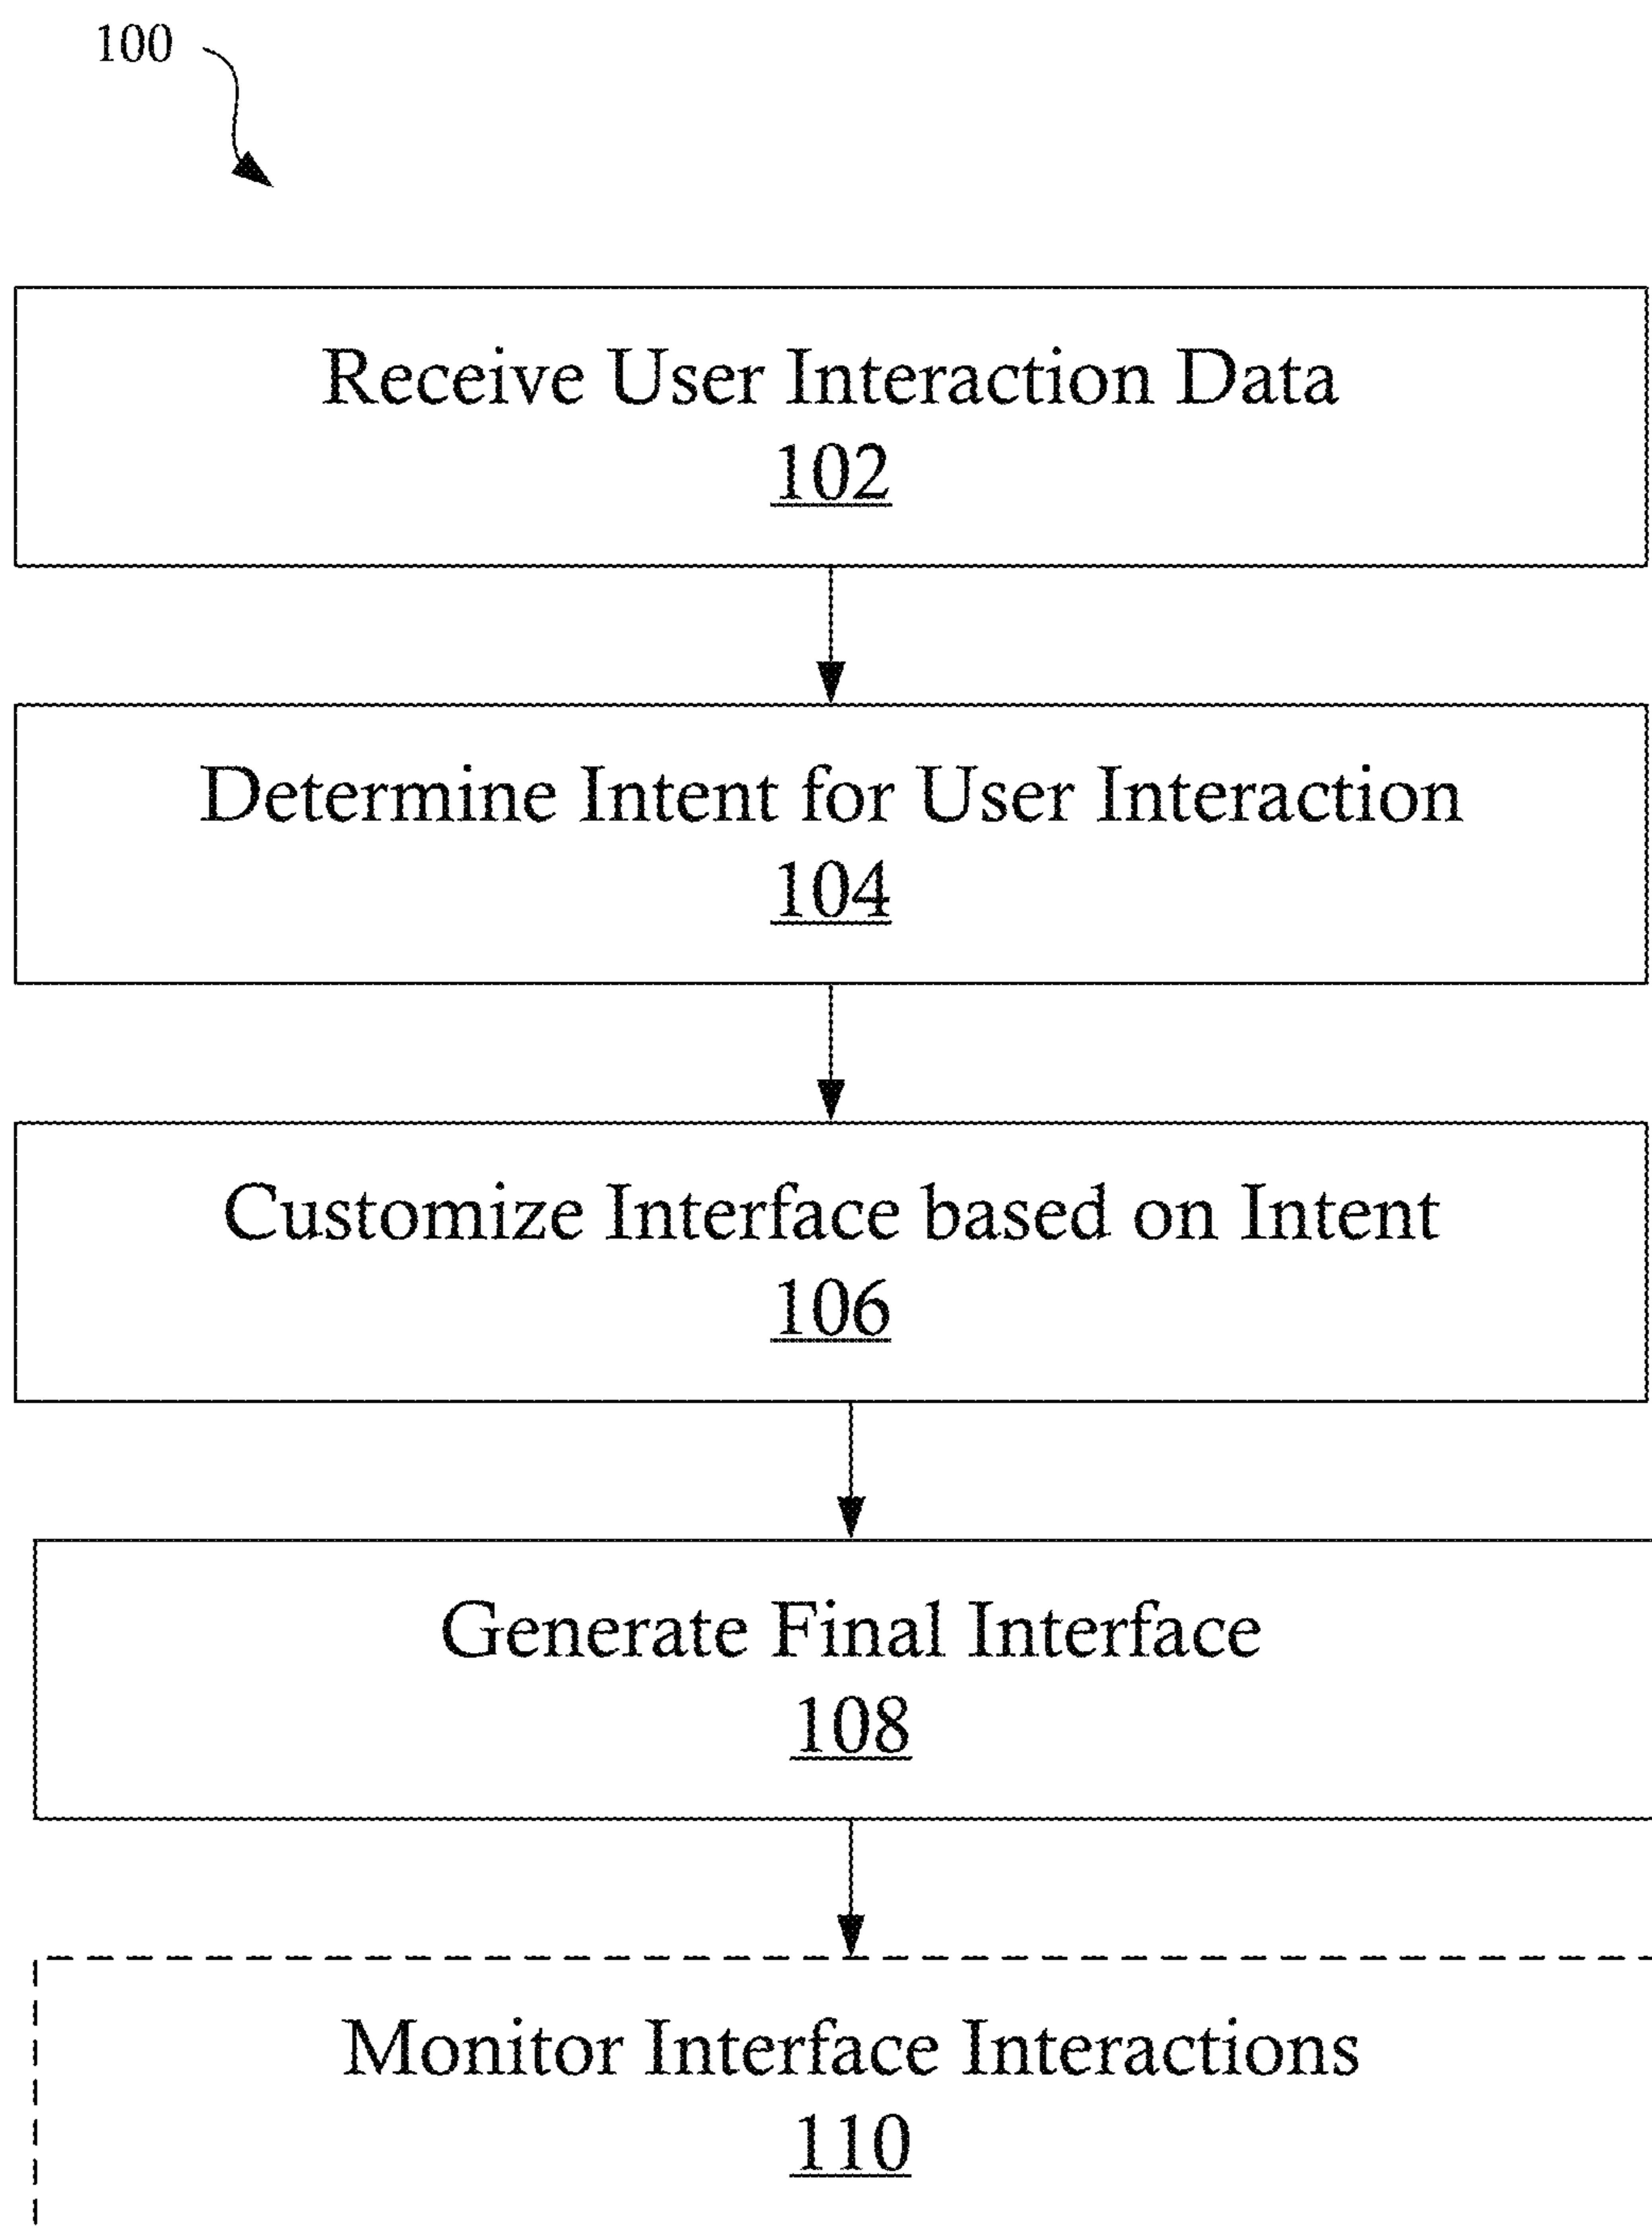 100
Receive User Interaction Data
102
Determine Intent for User Interaction
104
Customize Interface based on Intent
106
Generate Final Interface
108
Monitor Interface Interactions
110